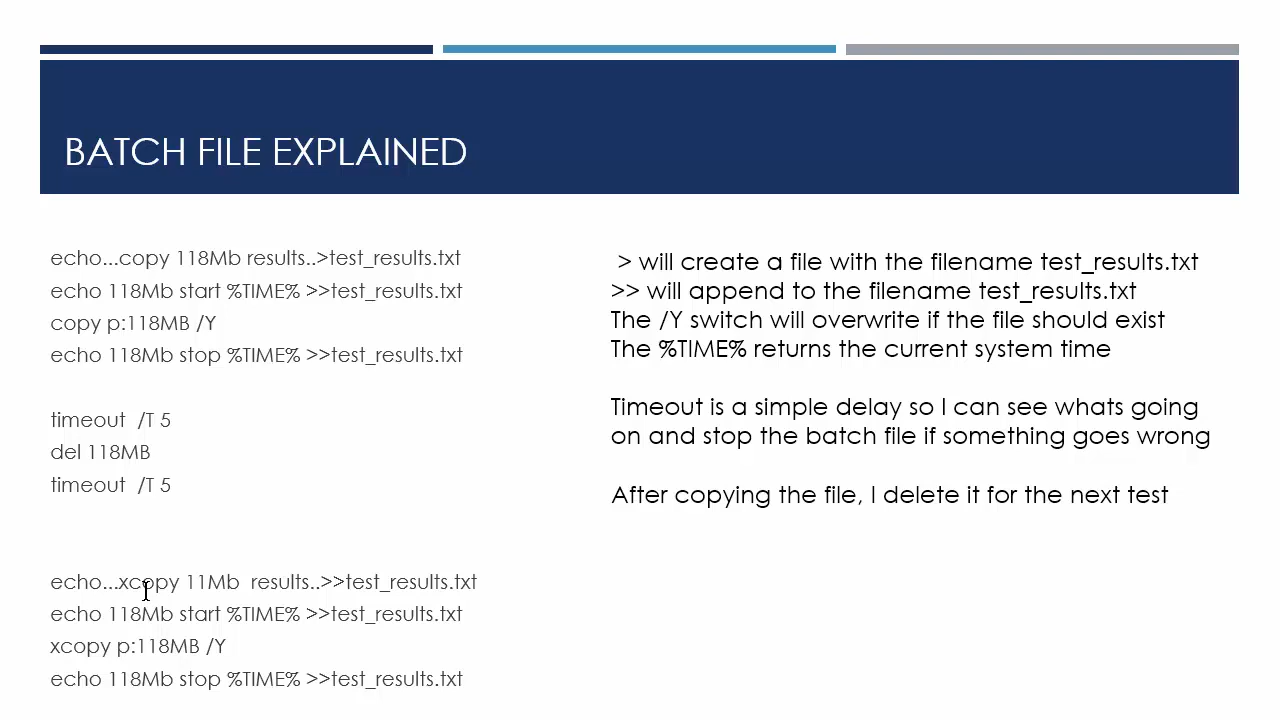 BATCH FILE EXPLAINED
echo...copy 118Mb results..>test_results.txt
echo 118Mb start %TIME% >>test_results.txt
copy p:118MB /Y
echo 118Mb stop %TIME% >>test_results.txt
timeout  /T 5
del 118MB
timeout  /T 5
echo...xcopy 11Mb  results..>>test_results.txt
echo 118Mb start %TIME% >>test_results.txt
xcopy p:118MB /Y
echo 118Mb stop %TIME% >>test_results.txt
> will create a file with the filename test_results.txt
>> will append to the filename test_results.txt
The /Y switch will overwrite if the file should exist
The %TIME% returns the current system time
Timeout is a simple delay so I can see whats going
on and stop the batch file if something goes wrong
After copying the file, I delete it for the next test